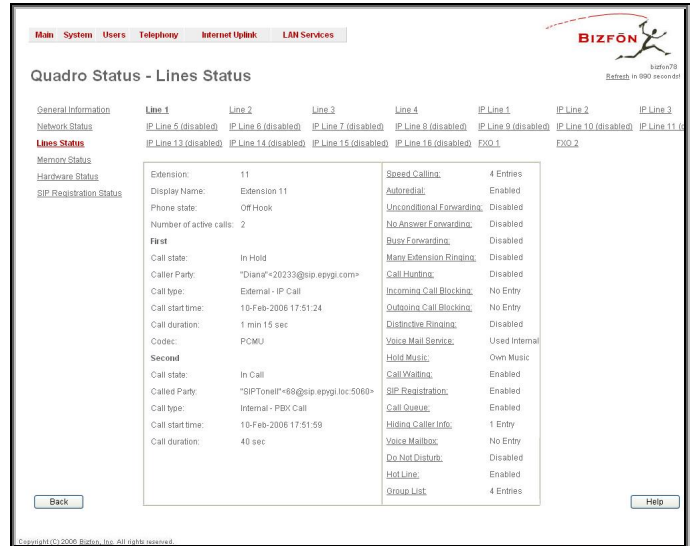 Main System Users Telephony Internet Uplink LAN Services
BIZFŌN
bizfon78
Quadro Status - Lines Status
Refresh in 890 seconds!
General Information Line 1 Line 2 Line 3 Line 4 IP Line 1 IP Line 2 IP Line 3
Network Status IP Line 5 (disabled) IP Line 6 (disabled) IP Line 7 (disabled) IP Line 8 (disabled) IP Line 9 (disabled) IP Line 10 (disabled) IP Line 11 (d
Lines Status IP Line 13 (disabled) IP Line 14 (disabled) IP Line 15 (disabled) IP Line 16 (disabled) FXO 1 FXO 2
Memory Status
Hardware Status
SIP Registration Status
Extension: 11
Display Name: Extension 11
Phone state: Off Hook
Number of active calls: 2
First
Call state: In Hold
Caller Party: "Diana"<20233@sip.epygi.com>
Call type: External - IP Call
Call start time: 10-Feb-2006 17:51:24
Call duration: 1 min 15 sec
Codec: PCMU
Second
Call state: In Call
Called Party: "SIPTonell"<68@sip.epygi.loc:5060>
Call type: Internal - PBX Call
Call start time: 10-Feb-2006 17:51:59
Call duration: 40 sec
Speed Calling: 4 Entries
Autoredial: Enabled
Unconditional Forwarding: Disabled
No Answer Forwarding: Disabled
Busy Forwarding: Disabled
Many Extension Ringing: Disabled
Call Hunting: Disabled
Incoming Call Blocking: No Entry
Outgoing Call Blocking: No Entry
Distinctive Ringing: Disabled
Voice Mail Service: Used Internal
Hold Music: Own Music
Call Waiting: Enabled
SIP Registration: Enabled
Call Queue: Enabled
Hiding Caller Info: 1 Entry
Voice Mailbox: No Entry
Do Not Disturb: Disabled
Hot Line: Enabled
Group List: 4 Entries
Back Help
Copyright (C) 2006 Bizfon, Inc. All rights reserved.